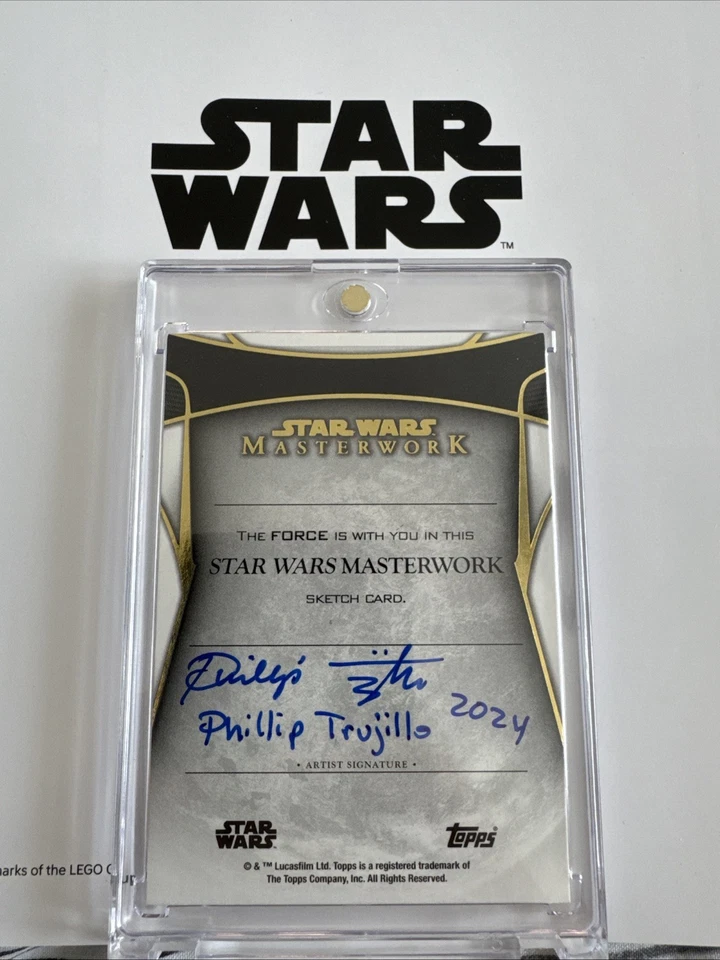 STAR
WARS
TM
STAR WARS
MASTERWORK
THE FORCE IS WITH YOU IN THIS
STAR WARS MASTERWORK
SKETCH CARD.
Phillip Trujillo 2024
• ARTIST SIGNATURE •
STAR
WARS
topps
© & ™ Lucasfilm Ltd. Topps is a registered trademark of
The Topps Company, Inc. All Rights Reserved.
marks of the LEGO